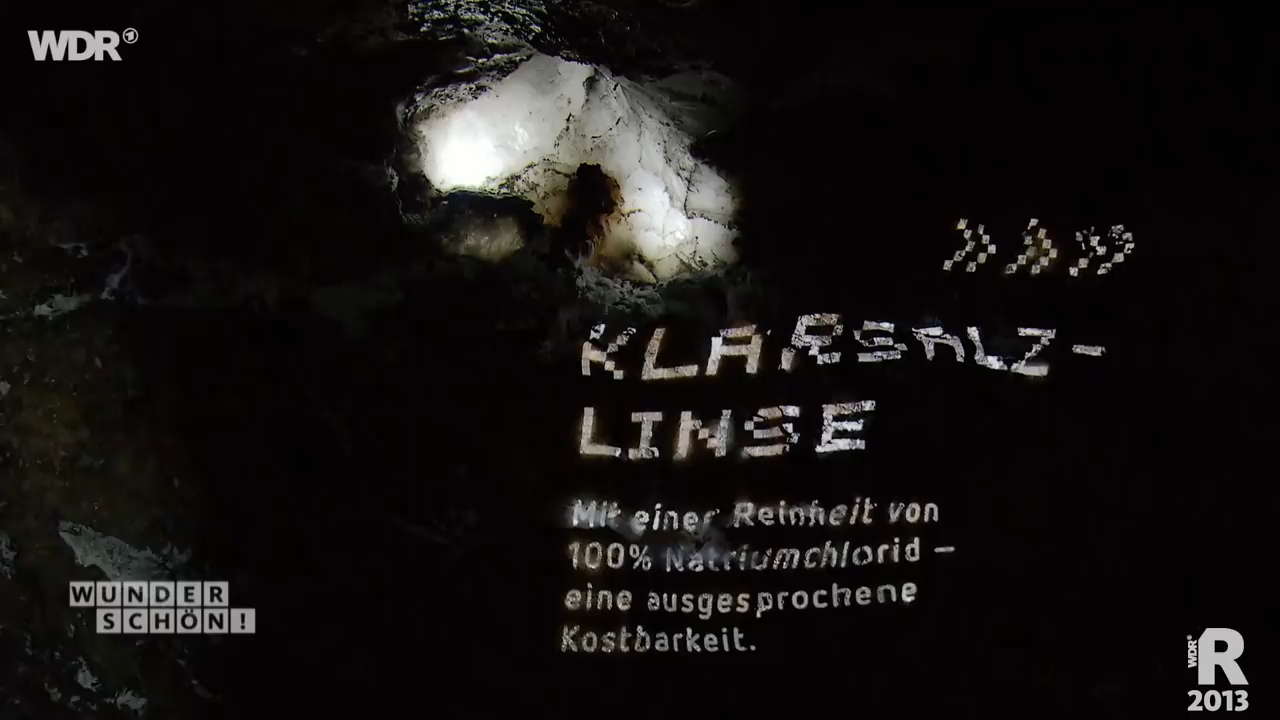 WDR
»»»
KLARSALZ-
LINSE
Mit einer Reinheit von
100% Natriumchlorid –
eine ausgesprochene
Kostbarkeit.
WUNDER
SCHÖN!
WDR R
2013